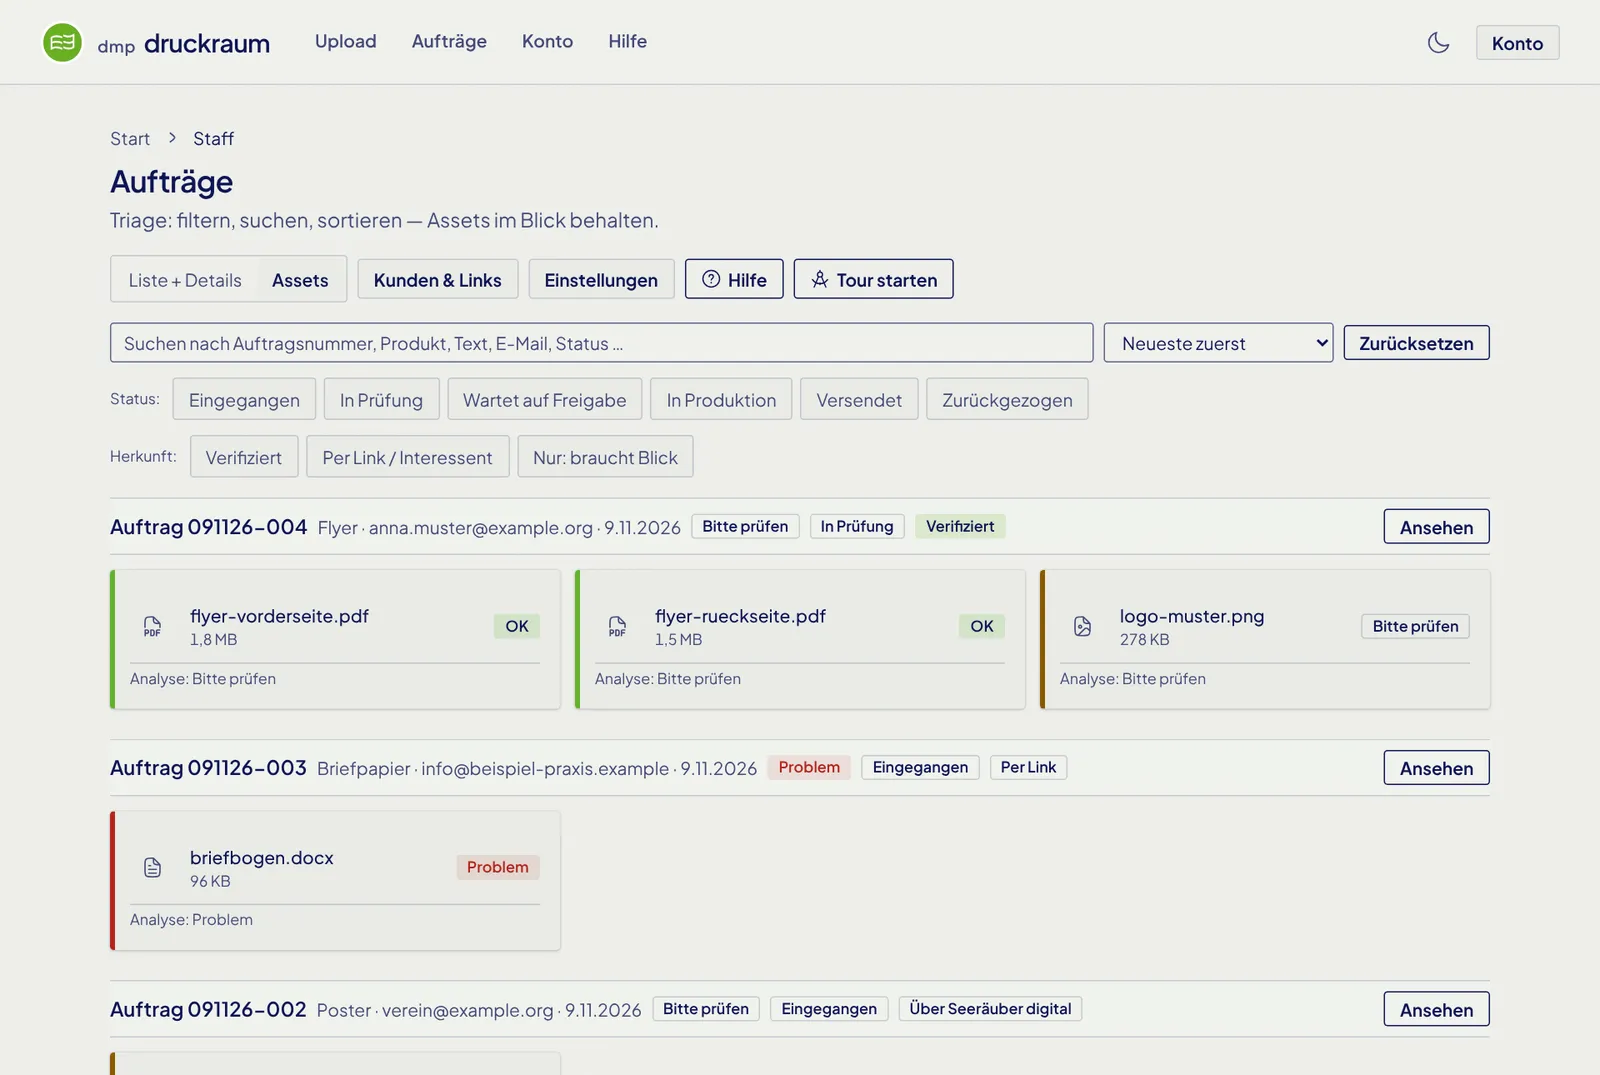 dmp druckraum Upload Aufträge Konto Hilfe Konto
Start > Staff
Aufträge
Triage: filtern, suchen, sortieren — Assets im Blick behalten.
Liste + Details Assets Kunden & Links Einstellungen Hilfe Tour starten
Suchen nach Auftragsnummer, Produkt, Text, E-Mail, Status … Neueste zuerst Zurücksetzen
Status: Eingegangen In Prüfung Wartet auf Freigabe In Produktion Versendet Zurückgezogen
Herkunft: Verifiziert Per Link / Interessent Nur: braucht Blick
Auftrag 091126-004 Flyer · anna.muster@example.org · 9.11.2026 Bitte prüfen In Prüfung Verifiziert Ansehen
PDF flyer-vorderseite.pdf OK PDF flyer-rueckseite.pdf OK logo-muster.png Bitte prüfen
1,8 MB 1,5 MB 278 KB
Analyse: Bitte prüfen Analyse: Bitte prüfen Analyse: Bitte prüfen
Auftrag 091126-003 Briefpapier · info@beispiel-praxis.example · 9.11.2026 Problem Eingegangen Per Link Ansehen
briefbogen.docx Problem
96 KB
Analyse: Problem
Auftrag 091126-002 Poster · verein@example.org · 9.11.2026 Bitte prüfen Eingegangen Über Seeräuber digital Ansehen